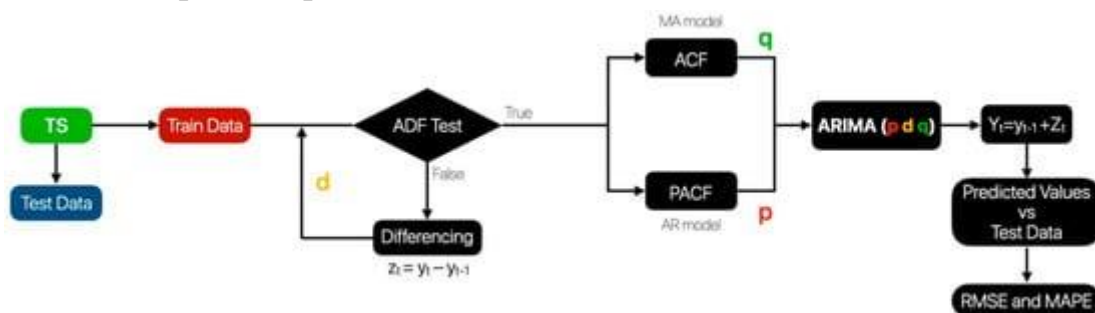 TS
Test Data
Train Data
ADF Test
True
False
d
Differencing
zₜ = yₜ – yₜ₋₁
MA model
ACF
q
PACF
AR model
p
ARIMA (p d q)
Yₜ=yₜ₋₁+Zₜ
Predicted Values
vs
Test Data
RMSE and MAPE